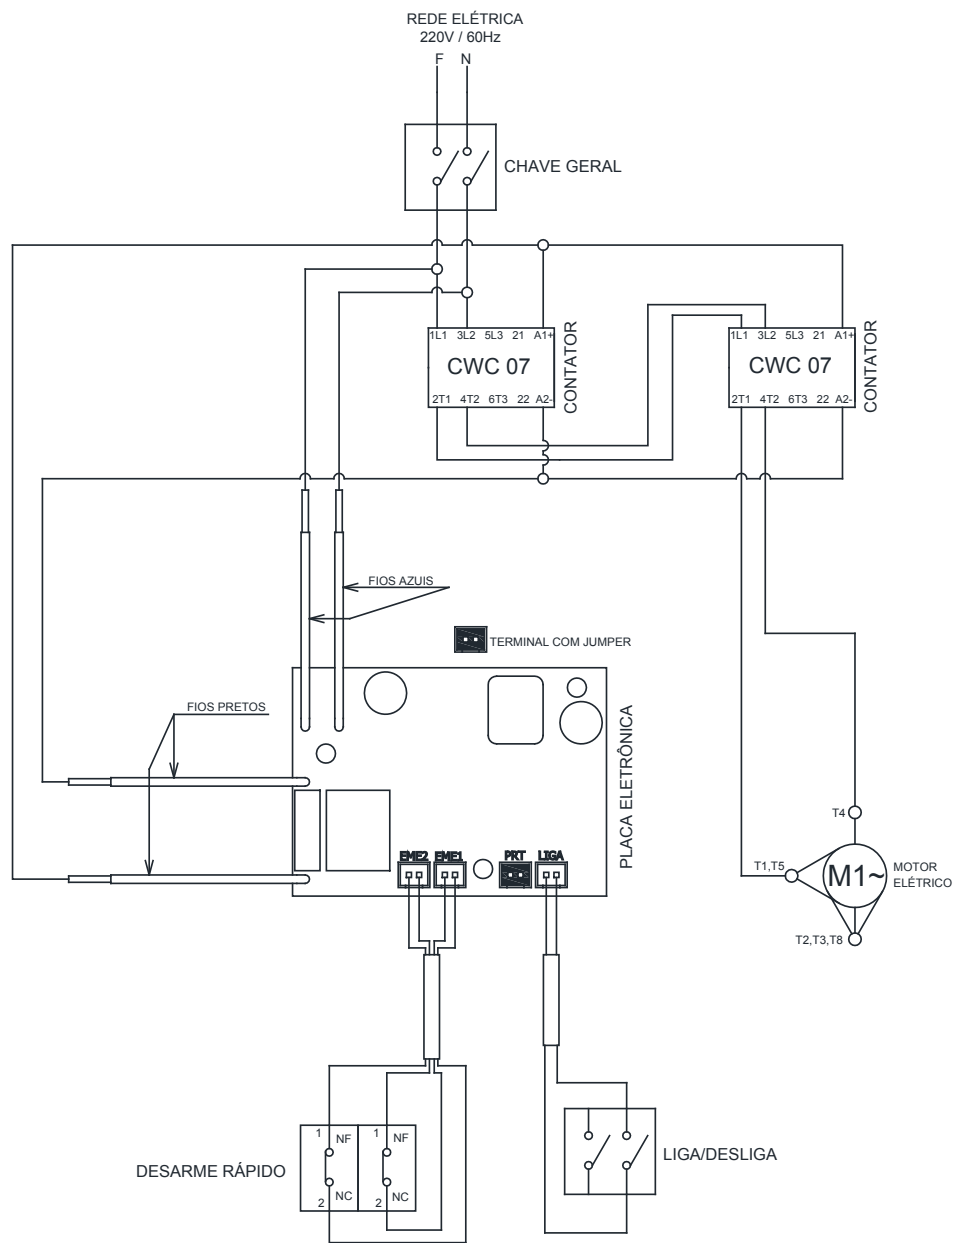 REDE ELÉTRICA
220V / 60Hz
F N
CHAVE GERAL
1L1 3L2 5L3 21 A1+
CWC 07
2T1 4T2 6T3 22 A2-
CONTATOR
1L1 3L2 5L3 21 A1+
CWC 07
2T1 4T2 6T3 22 A2-
CONTATOR
FIOS AZUIS
TERMINAL COM JUMPER
FIOS PRETOS
PLACA ELETRÔNICA
EME2 EME1 PRT LIGA
T4
T1,T5
M1~
MOTOR
ELÉTRICO
T2,T3,T8
DESARME RÁPIDO
1 NF 1 NF
2 NC 2 NC
LIGA/DESLIGA